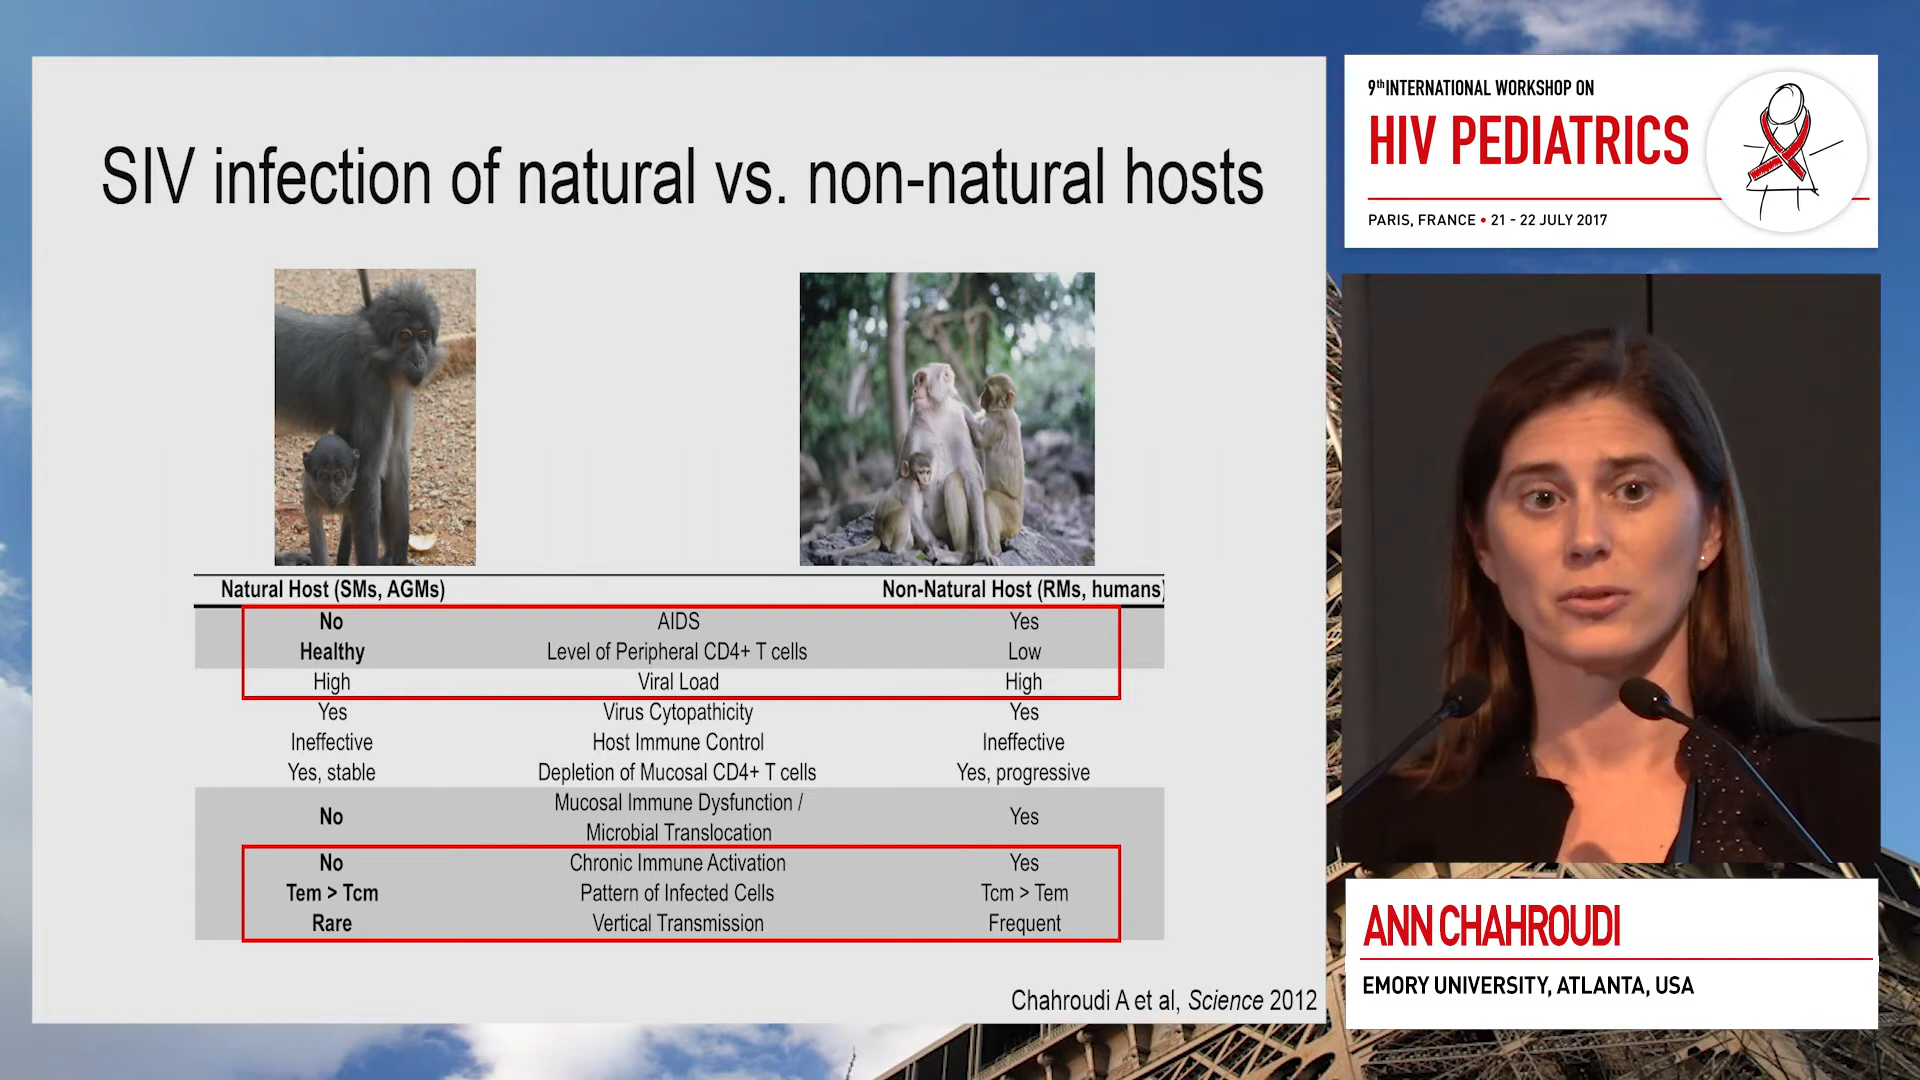 SIV infection of natural vs. non-natural hosts
Natural Host (SMs, AGMs) Non-Natural Host (RMs, humans)
No AIDS Yes
Healthy Level of Peripheral CD4+ T cells Low
High Viral Load High
Yes Virus Cytopathicity Yes
Ineffective Host Immune Control Ineffective
Yes, stable Depletion of Mucosal CD4+ T cells Yes, progressive
No Mucosal Immune Dysfunction / Yes
Microbial Translocation
No Chronic Immune Activation Yes
Tem > Tcm Pattern of Infected Cells Tcm > Tem
Rare Vertical Transmission Frequent
Chahroudi A et al, Science 2012
9th INTERNATIONAL WORKSHOP ON
HIV PEDIATRICS
PARIS, FRANCE • 21 - 22 JULY 2017
ANN CHAHROUDI
EMORY UNIVERSITY, ATLANTA, USA